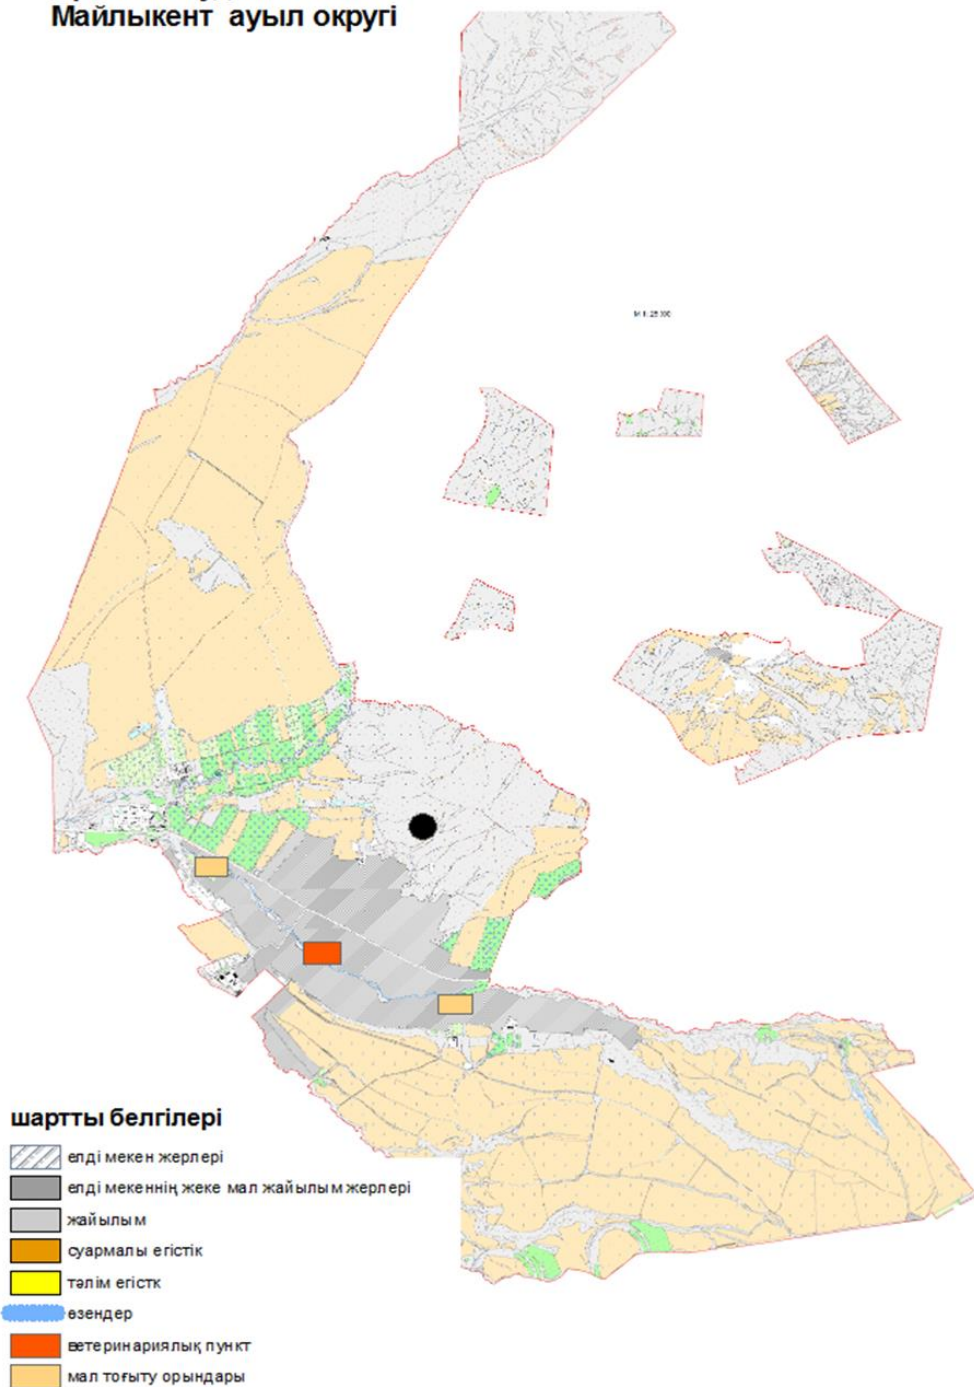 Майлыкент ауыл округі
шартты белгілері
елді мекен жерлері
елді мекеннің жеке мал жайылым жерлері
жайылым
суармалы егістік
тәлім егістк
өзендер
ветеринариялық пункт
мал тоғыту орындары